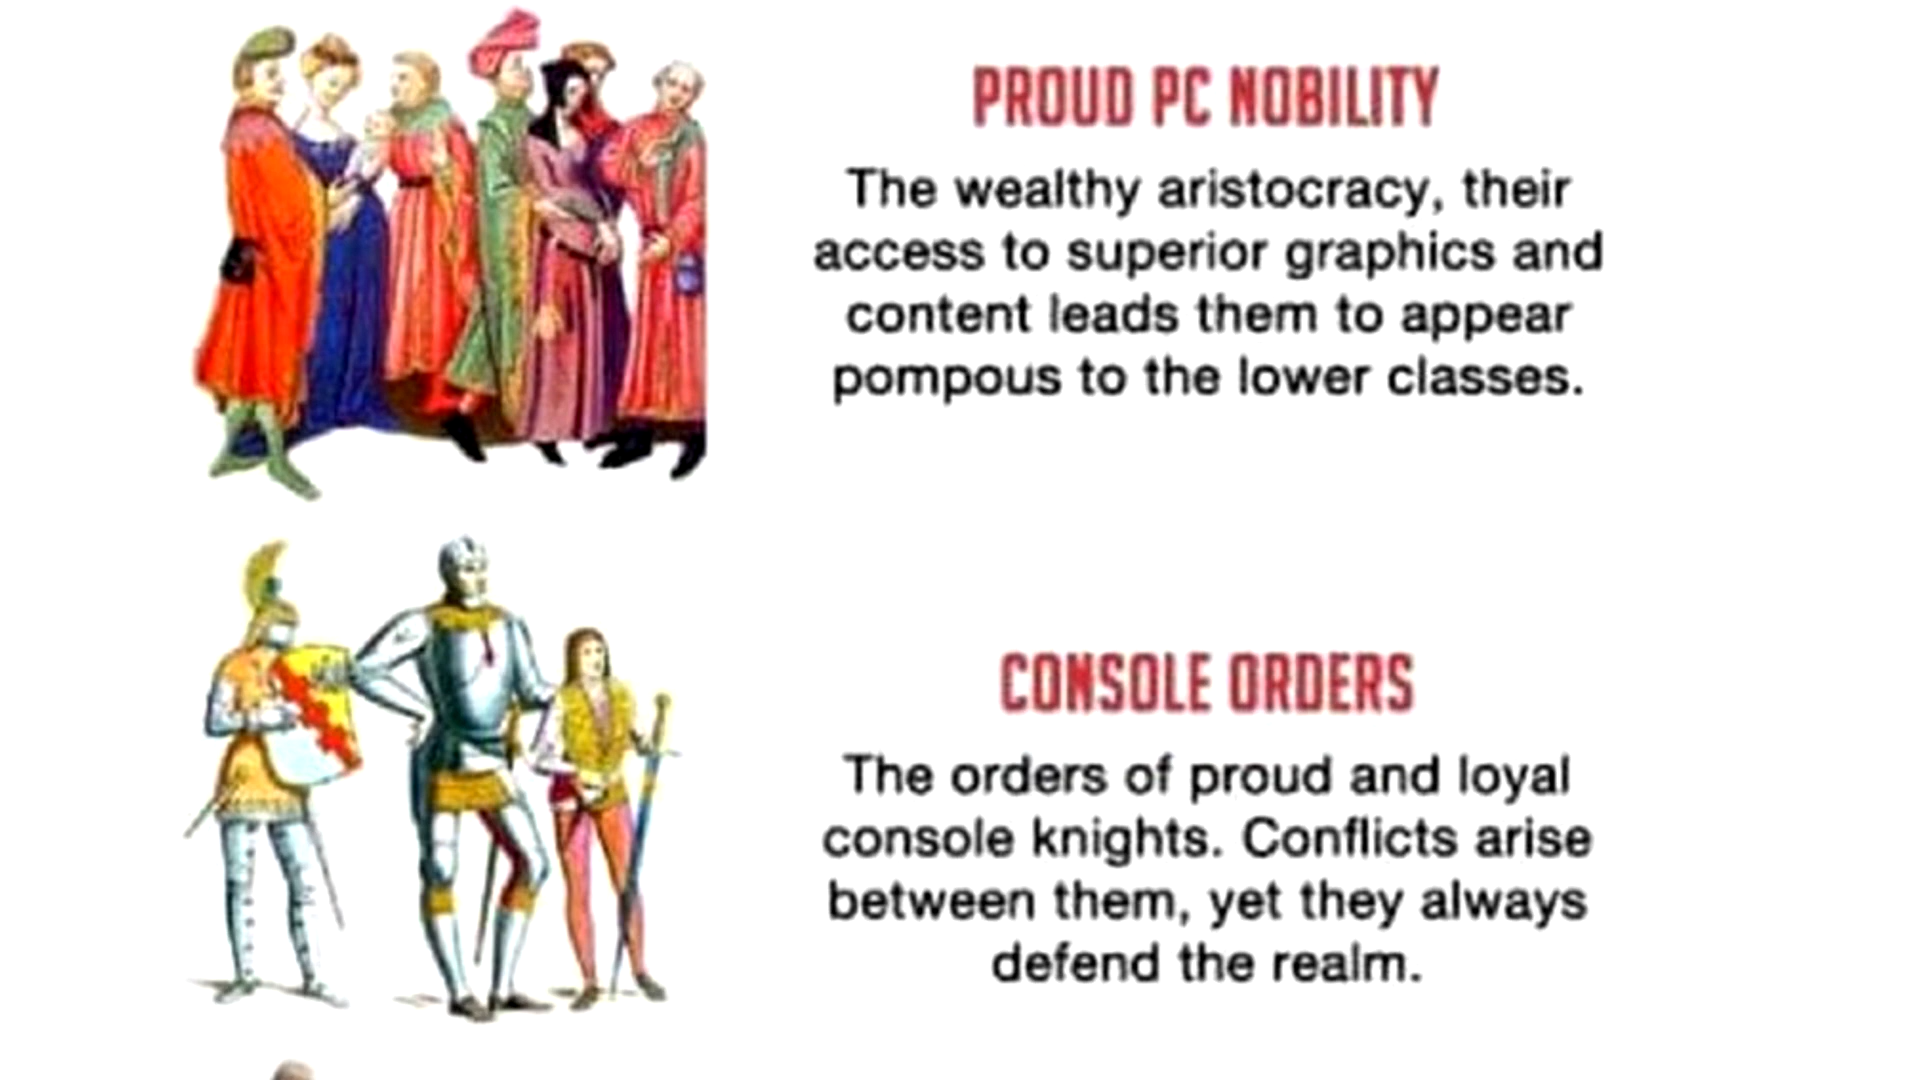 PROUD PC NOBILITY
The wealthy aristocracy, their
access to superior graphics and
content leads them to appear
pompous to the lower classes.
CONSOLE ORDERS
The orders of proud and loyal
console knights. Conflicts arise
between them, yet they always
defend the realm.